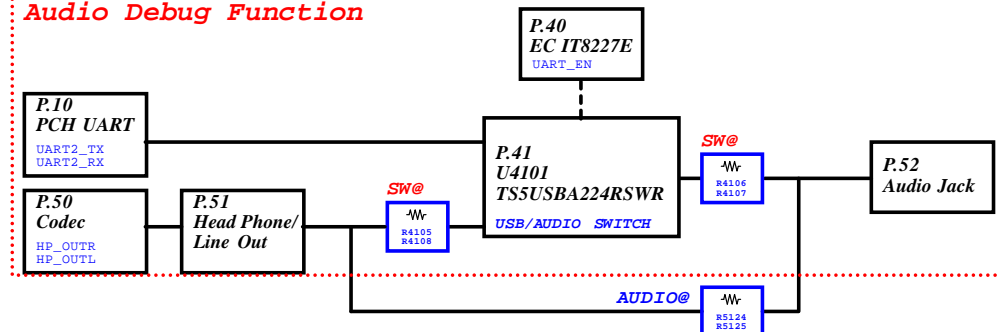 Audio Debug Function
P.40
EC IT8227E
UART_EN
P.10
PCH UART
UART2_TX
UART2_RX
P.41
U4101
TS5USBA224RSWR
USB/AUDIO SWITCH
SW@
R4106
R4107
P.52
Audio Jack
P.50
Codec
HP_OUTR
HP_OUTL
P.51
Head Phone/
Line Out
SW@
R4105
R4108
AUDIO@
R5124
R5125